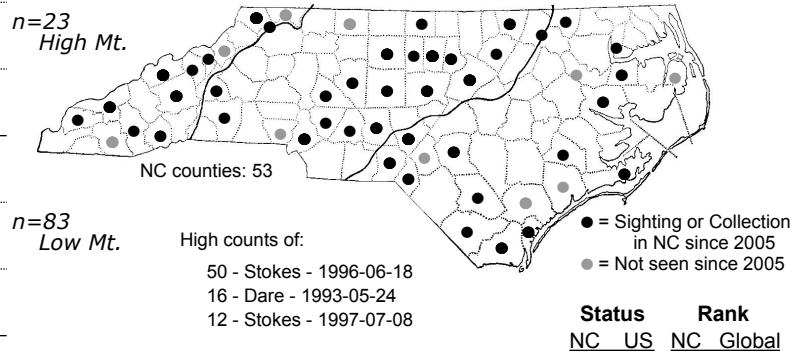 n=23
High Mt.
NC counties: 53
n=83
Low Mt.
High counts of:
50 - Stokes - 1996-06-18
16 - Dare - 1993-05-24
12 - Stokes - 1997-07-08
= Sighting or Collection
in NC since 2005
= Not seen since 2005
Status Rank
NC US NC Global